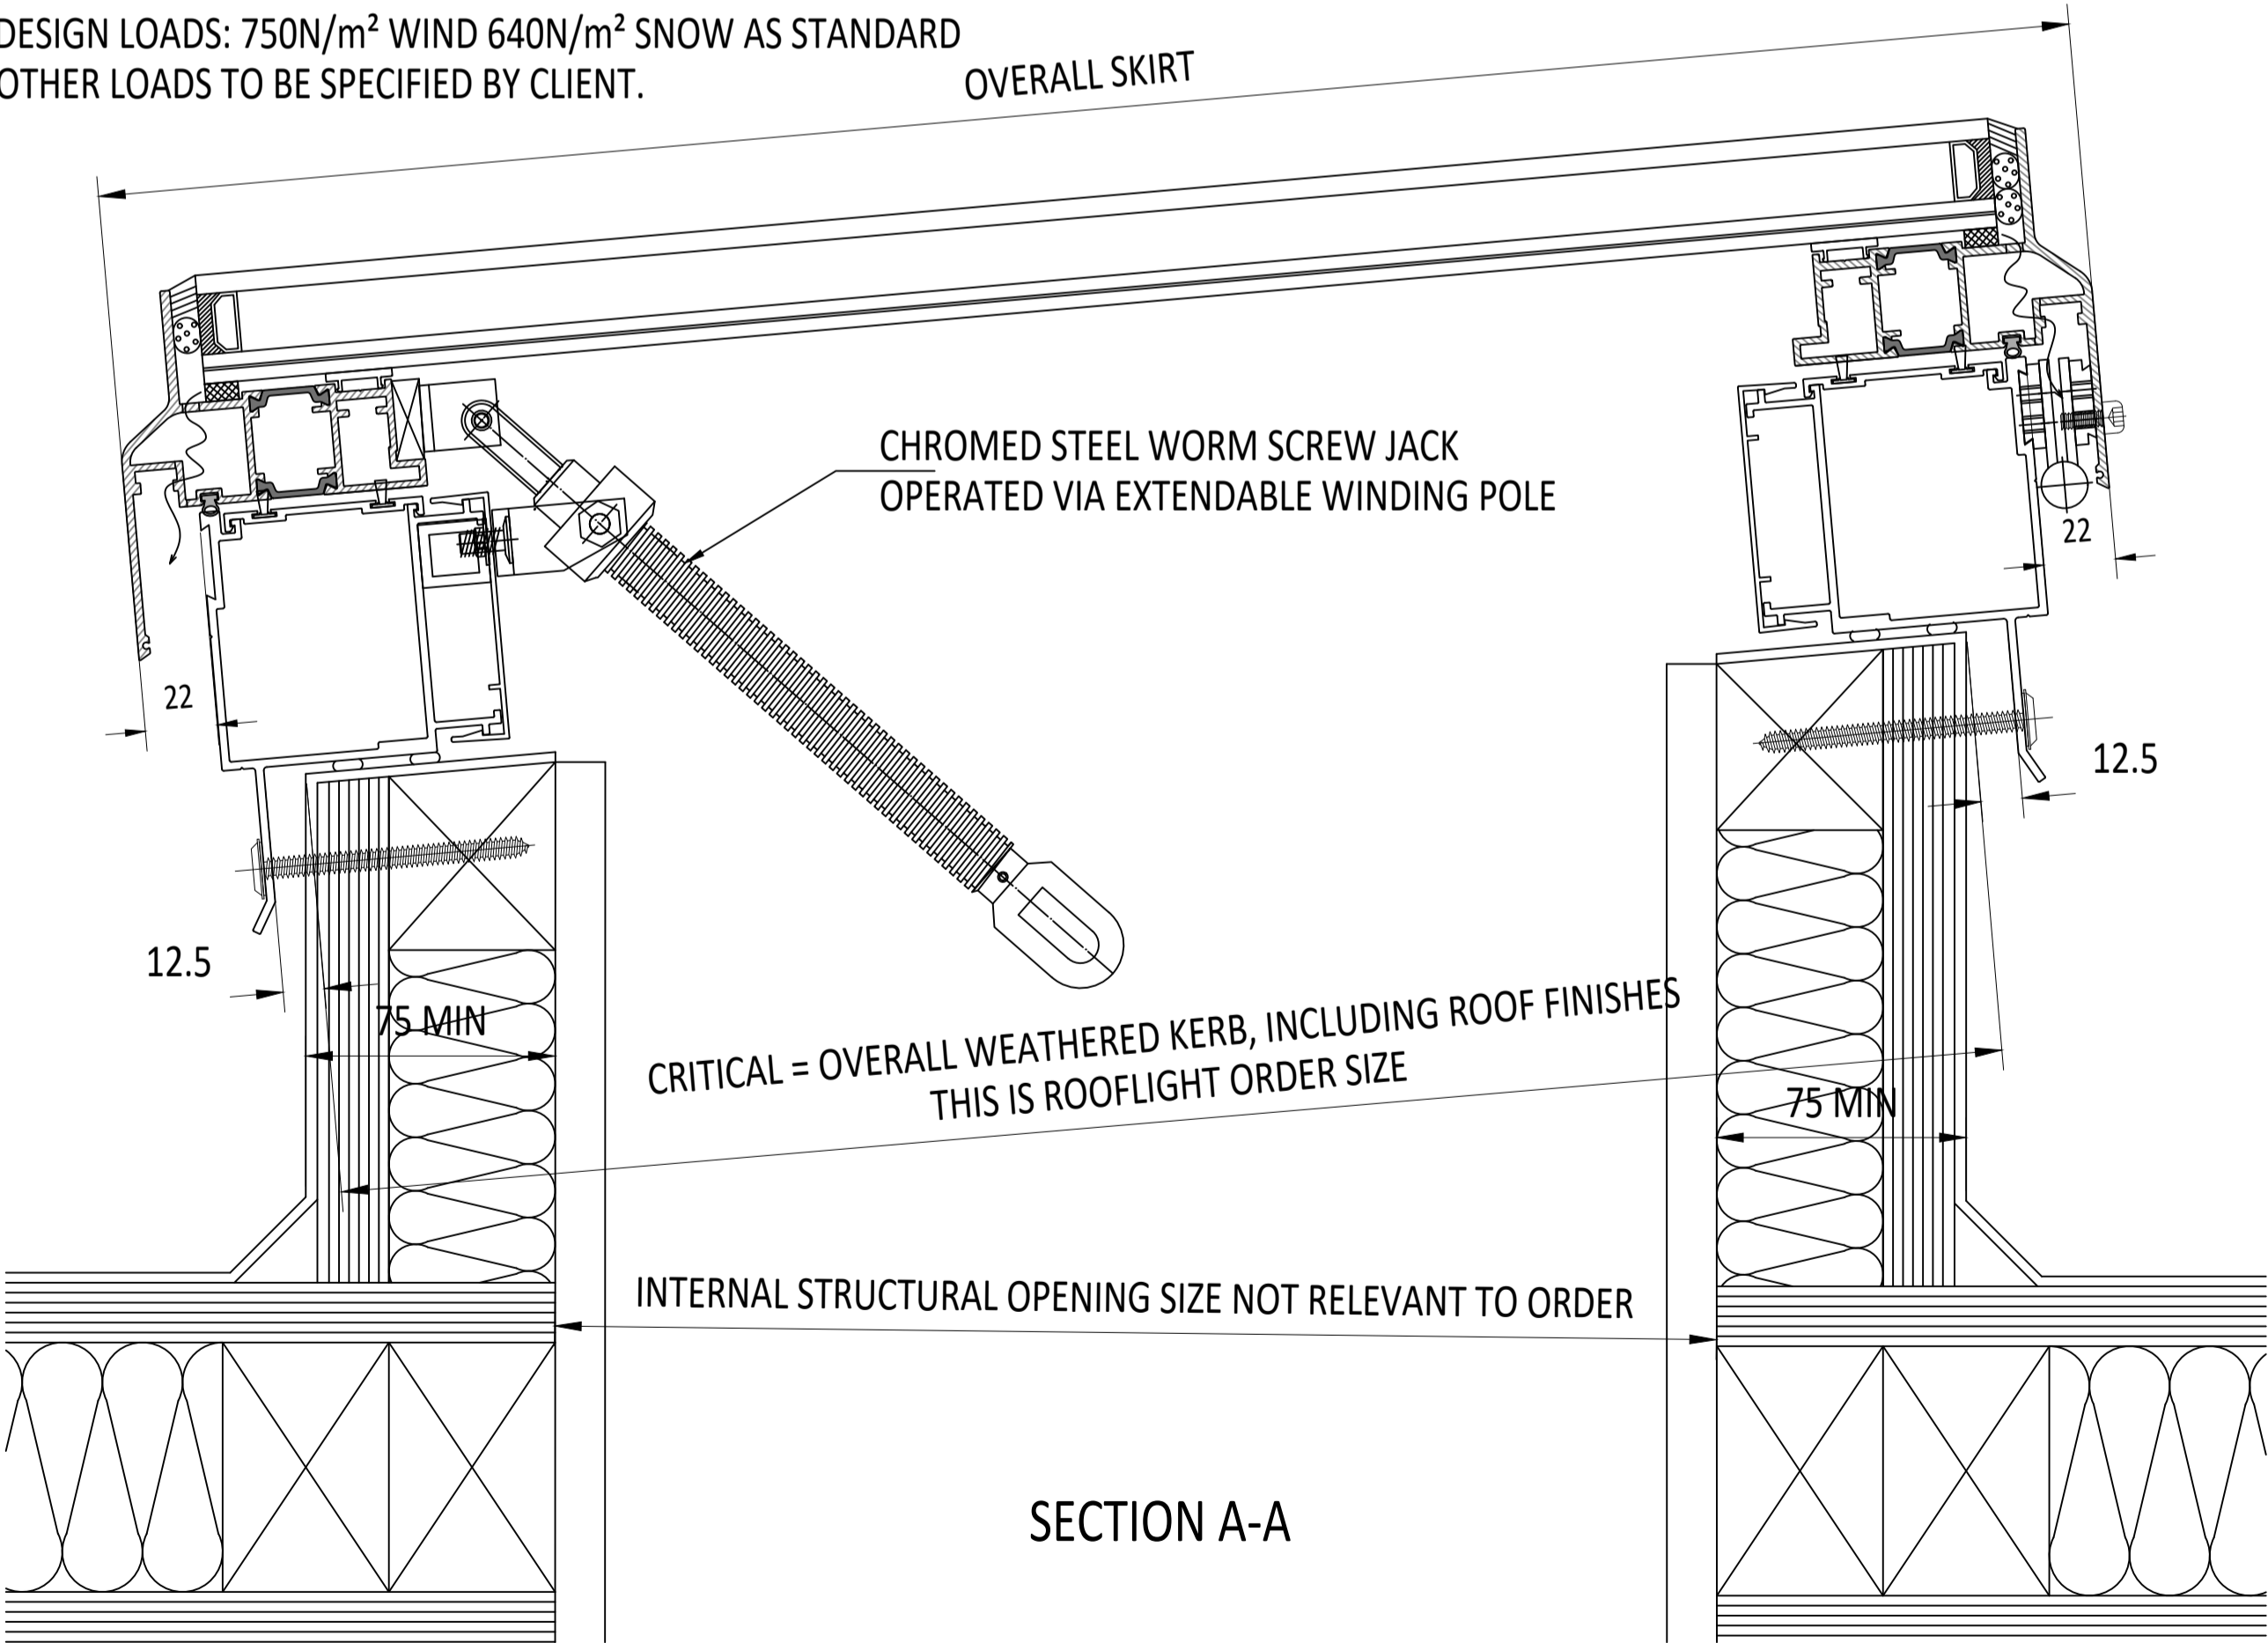 DESIGN LOADS: 750N/m² WIND 640N/m² SNOW AS STANDARD
OTHER LOADS TO BE SPECIFIED BY CLIENT.
OVERALL SKIRT
CHROMED STEEL WORM SCREW JACK
OPERATED VIA EXTENDABLE WINDING POLE
22
22
12.5
12.5
75 MIN
CRITICAL = OVERALL WEATHERED KERB, INCLUDING ROOF FINISHES
THIS IS ROOFLIGHT ORDER SIZE
75 MIN
INTERNAL STRUCTURAL OPENING SIZE NOT RELEVANT TO ORDER
SECTION A-A